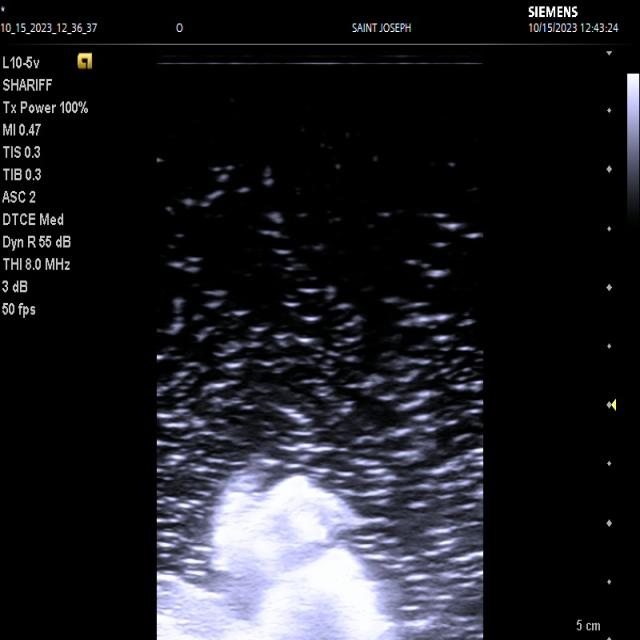 *
SIEMENS
10_15_2023_12_36_37
O
SAINT JOSEPH
10/15/2023 12:43:24
L10-5v
SHARIFF
Tx Power 100%
MI 0.47
TIS 0.3
TIB 0.3
ASC 2
DTCE Med
Dyn R 55 dB
THI 8.0 MHz
3 dB
50 fps
5 cm